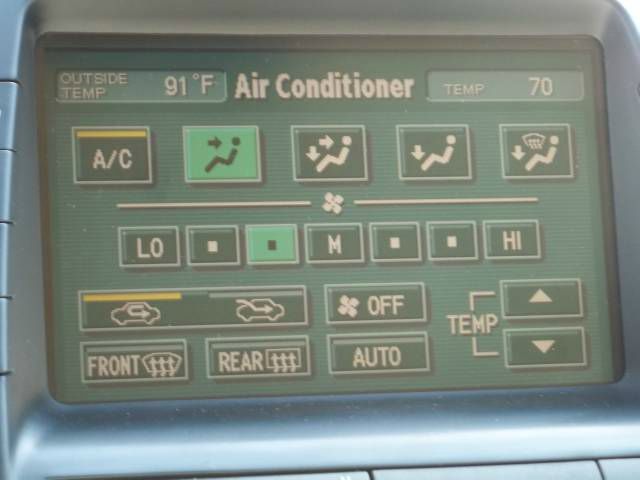 OUTSIDE TEMP 91°F Air Conditioner TEMP 70
A/C
LO M HI
OFF
TEMP
FRONT REAR AUTO